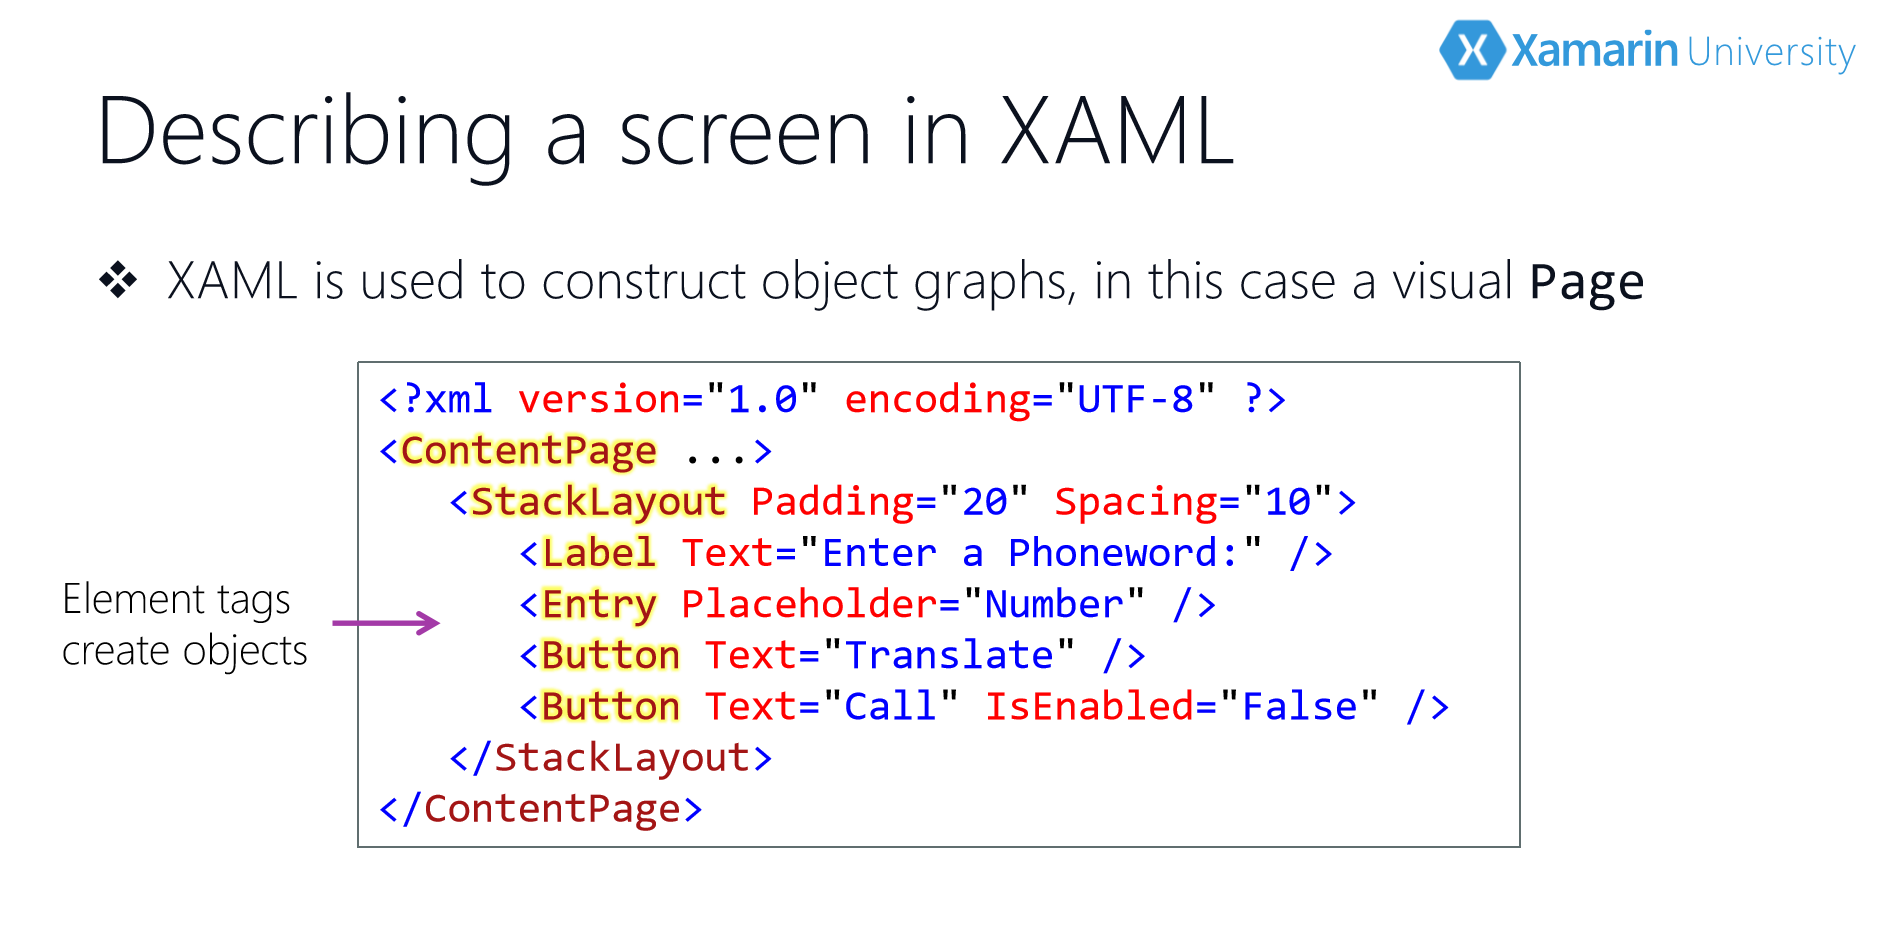 Xamarin University
Describing a screen in XAML
❖ XAML is used to construct object graphs, in this case a visual Page
<?xml version="1.0" encoding="UTF-8" ?>
<ContentPage ...>
   <StackLayout Padding="20" Spacing="10">
      <Label Text="Enter a Phoneword:" />
      <Entry Placeholder="Number" />
      <Button Text="Translate" />
      <Button Text="Call" IsEnabled="False" />
   </StackLayout>
</ContentPage>
Element tags
create objects